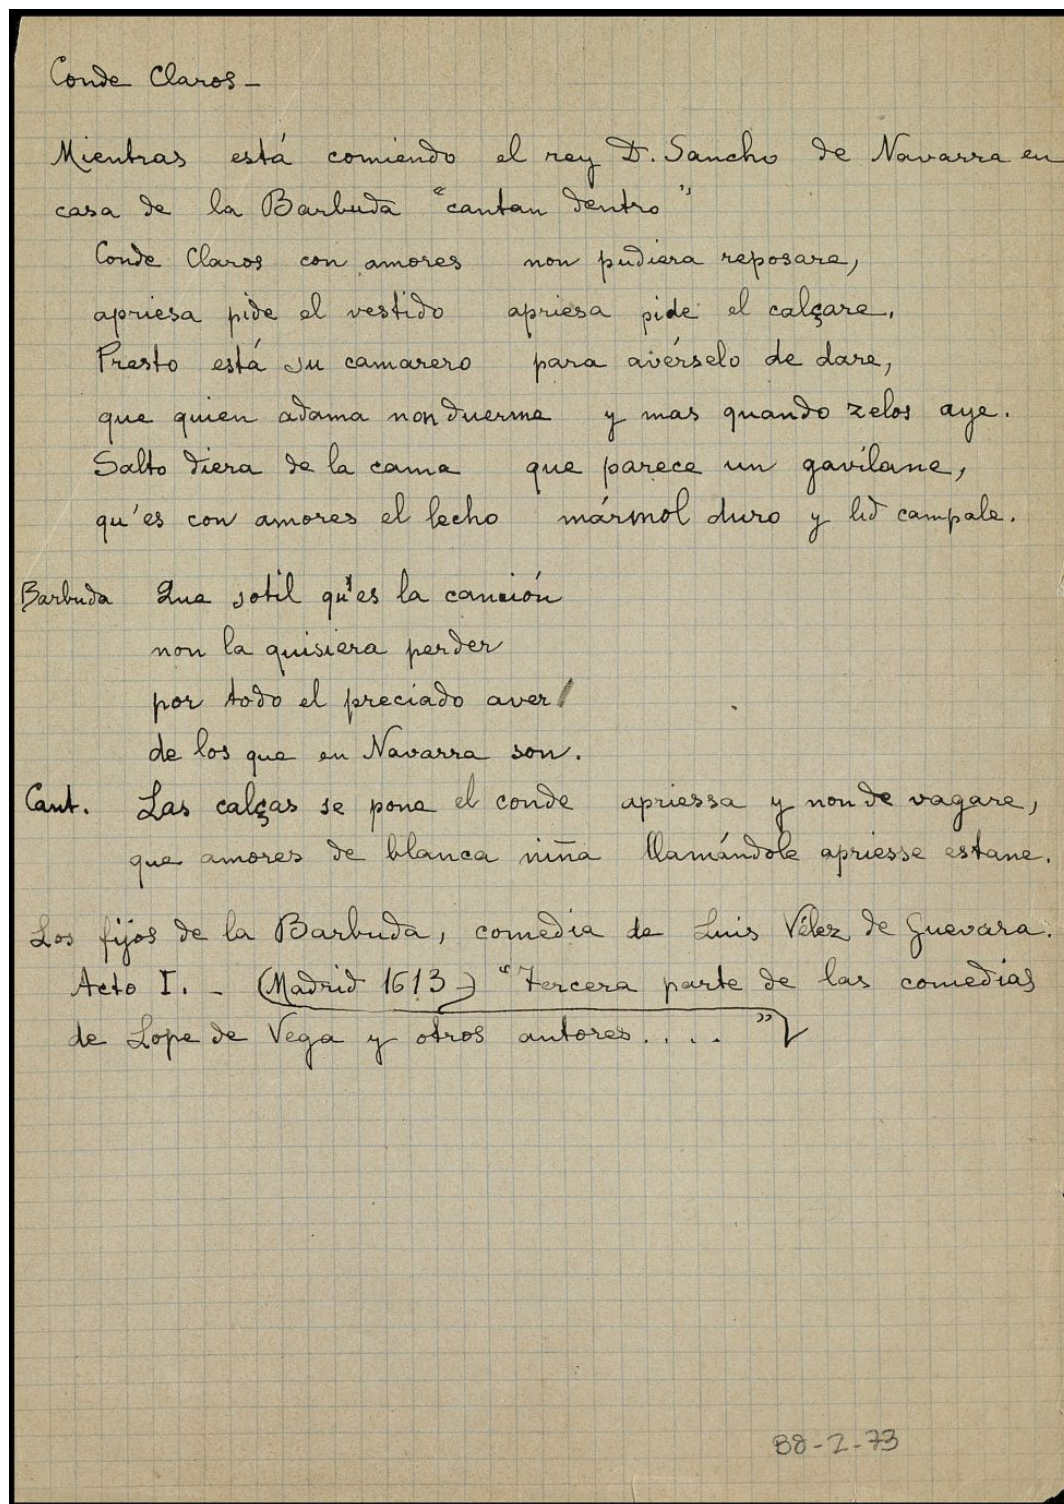 Conde Claros -
Mientras está comiendo el rey D. Sancho de Navarra en
casa de la Barbuda "cantan dentro"
Conde Claros con amores non pudiera reposare,
apriesa pide el vestido apriesa pide el calçare.
Presto está su camarero para avérselo de dare,
que quien adama non duerme y mas quando zelos aye.
Salto diera de la cama que parece un gavilane,
qu'es con amores el lecho mármol duro y lid campale.
Barbuda Que sotil qu'es la canción
non la quisiera perder
por todo el preciado aver
de los que en Navarra son.
Cant. Las calças se pone el conde apriessa y non de vagare,
que amores de blanca niña llamándole apriesse estane.
Los fijos de la Barbuda, comedia de Luis Vélez de Guevara.
Acto I. - (Madrid 1613-) "Tercera parte de las comedias
de Lope de Vega y otros autores . . . . "
B8-2-73